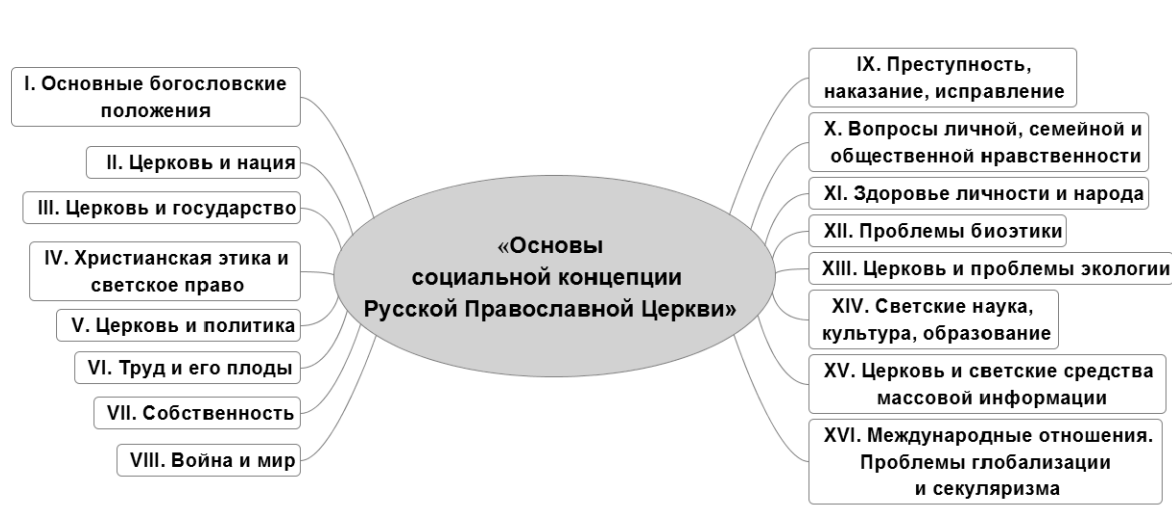 I. Основные богословские
положения
II. Церковь и нация
III. Церковь и государство
IV. Христианская этика и
светское право
V. Церковь и политика
VI. Труд и его плоды
VII. Собственность
VIII. Война и мир
«Основы
социальной концепции
Русской Православной Церкви»
IX. Преступность,
наказание, исправление
X. Вопросы личной, семейной и
общественной нравственности
XI. Здоровье личности и народа
XII. Проблемы биоэтики
XIII. Церковь и проблемы экологии
XIV. Светские наука,
культура, образование
XV. Церковь и светские средства
массовой информации
XVI. Международные отношения.
Проблемы глобализации
и секуляризма